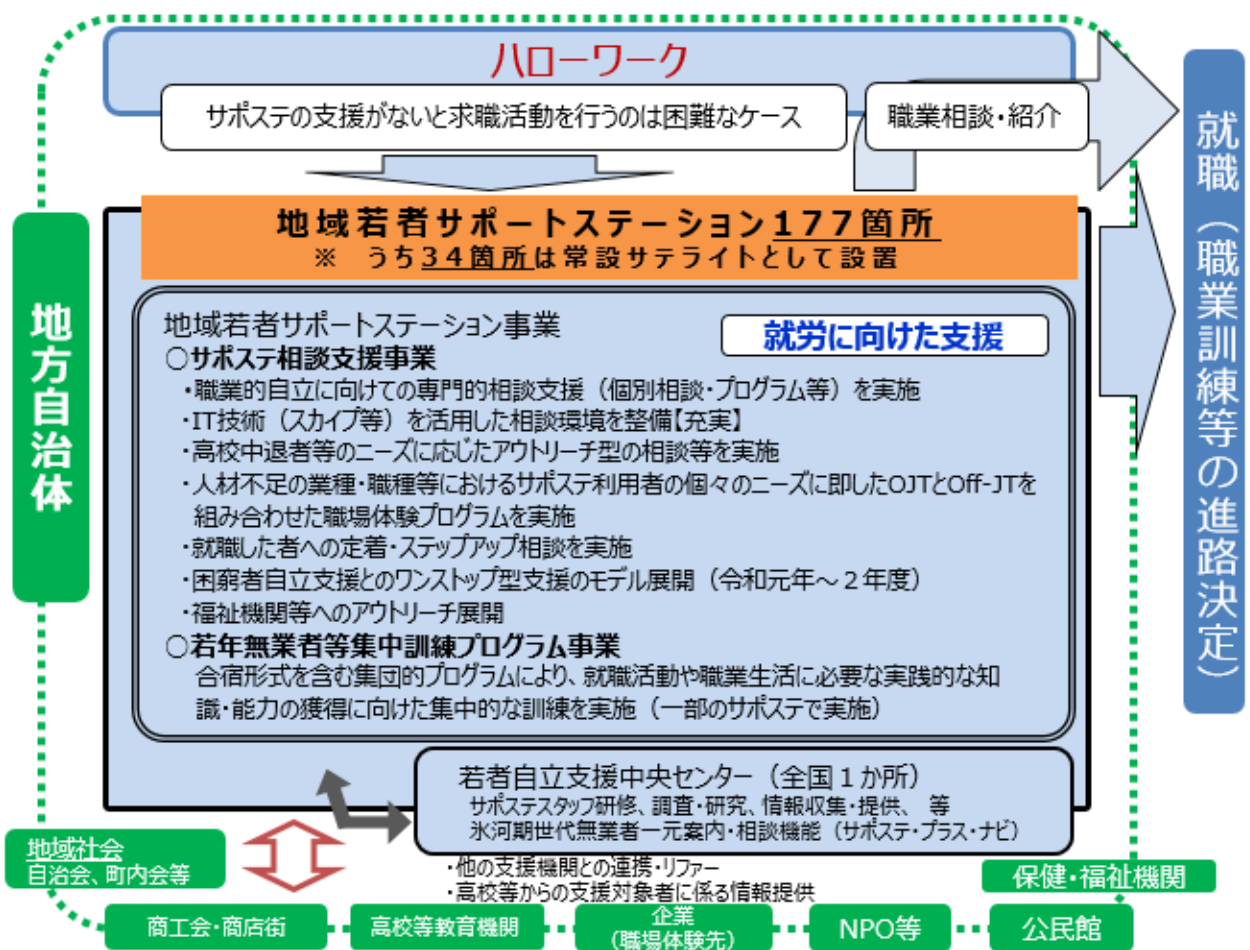 ハローワーク
サポステの支援がないと求職活動を行うのは困難なケース
職業相談・紹介
就職（職業訓練等の進路決定）
地域若者サポートステーション177箇所
※　うち34箇所は常設サテライトとして設置
地方自治体
地域若者サポートステーション事業
就労に向けた支援
○サポステ相談支援事業
・職業的自立に向けての専門的相談支援（個別相談・プログラム等）を実施
・IT技術（スカイプ等）を活用した相談環境を整備【充実】
・高校中退者等のニーズに応じたアウトリーチ型の相談等を実施
・人材不足の業種・職種等におけるサポステ利用者の個々のニーズに即したOJTとOff-JTを
組み合わせた職場体験プログラムを実施
・就職した者への定着・ステップアップ相談を実施
・困窮者自立支援とのワンストップ型支援のモデル展開（令和元年～２年度）
・福祉機関等へのアウトリーチ展開
○若年無業者等集中訓練プログラム事業
合宿形式を含む集団的プログラムにより、就職活動や職業生活に必要な実践的な知
識・能力の獲得に向けた集中的な訓練を実施（一部のサポステで実施）
若者自立支援中央センター（全国１か所）
サポステスタッフ研修、調査・研究、情報収集・提供、 等
氷河期世代無業者一元案内・相談機能（サポステ・プラス・ナビ）
地域社会
自治会、町内会等
・他の支援機関との連携・リファー
・高校等からの支援対象者に係る情報提供
保健・福祉機関
商工会・商店街
高校等教育機関
企業
（職場体験先）
NPO等
公民館